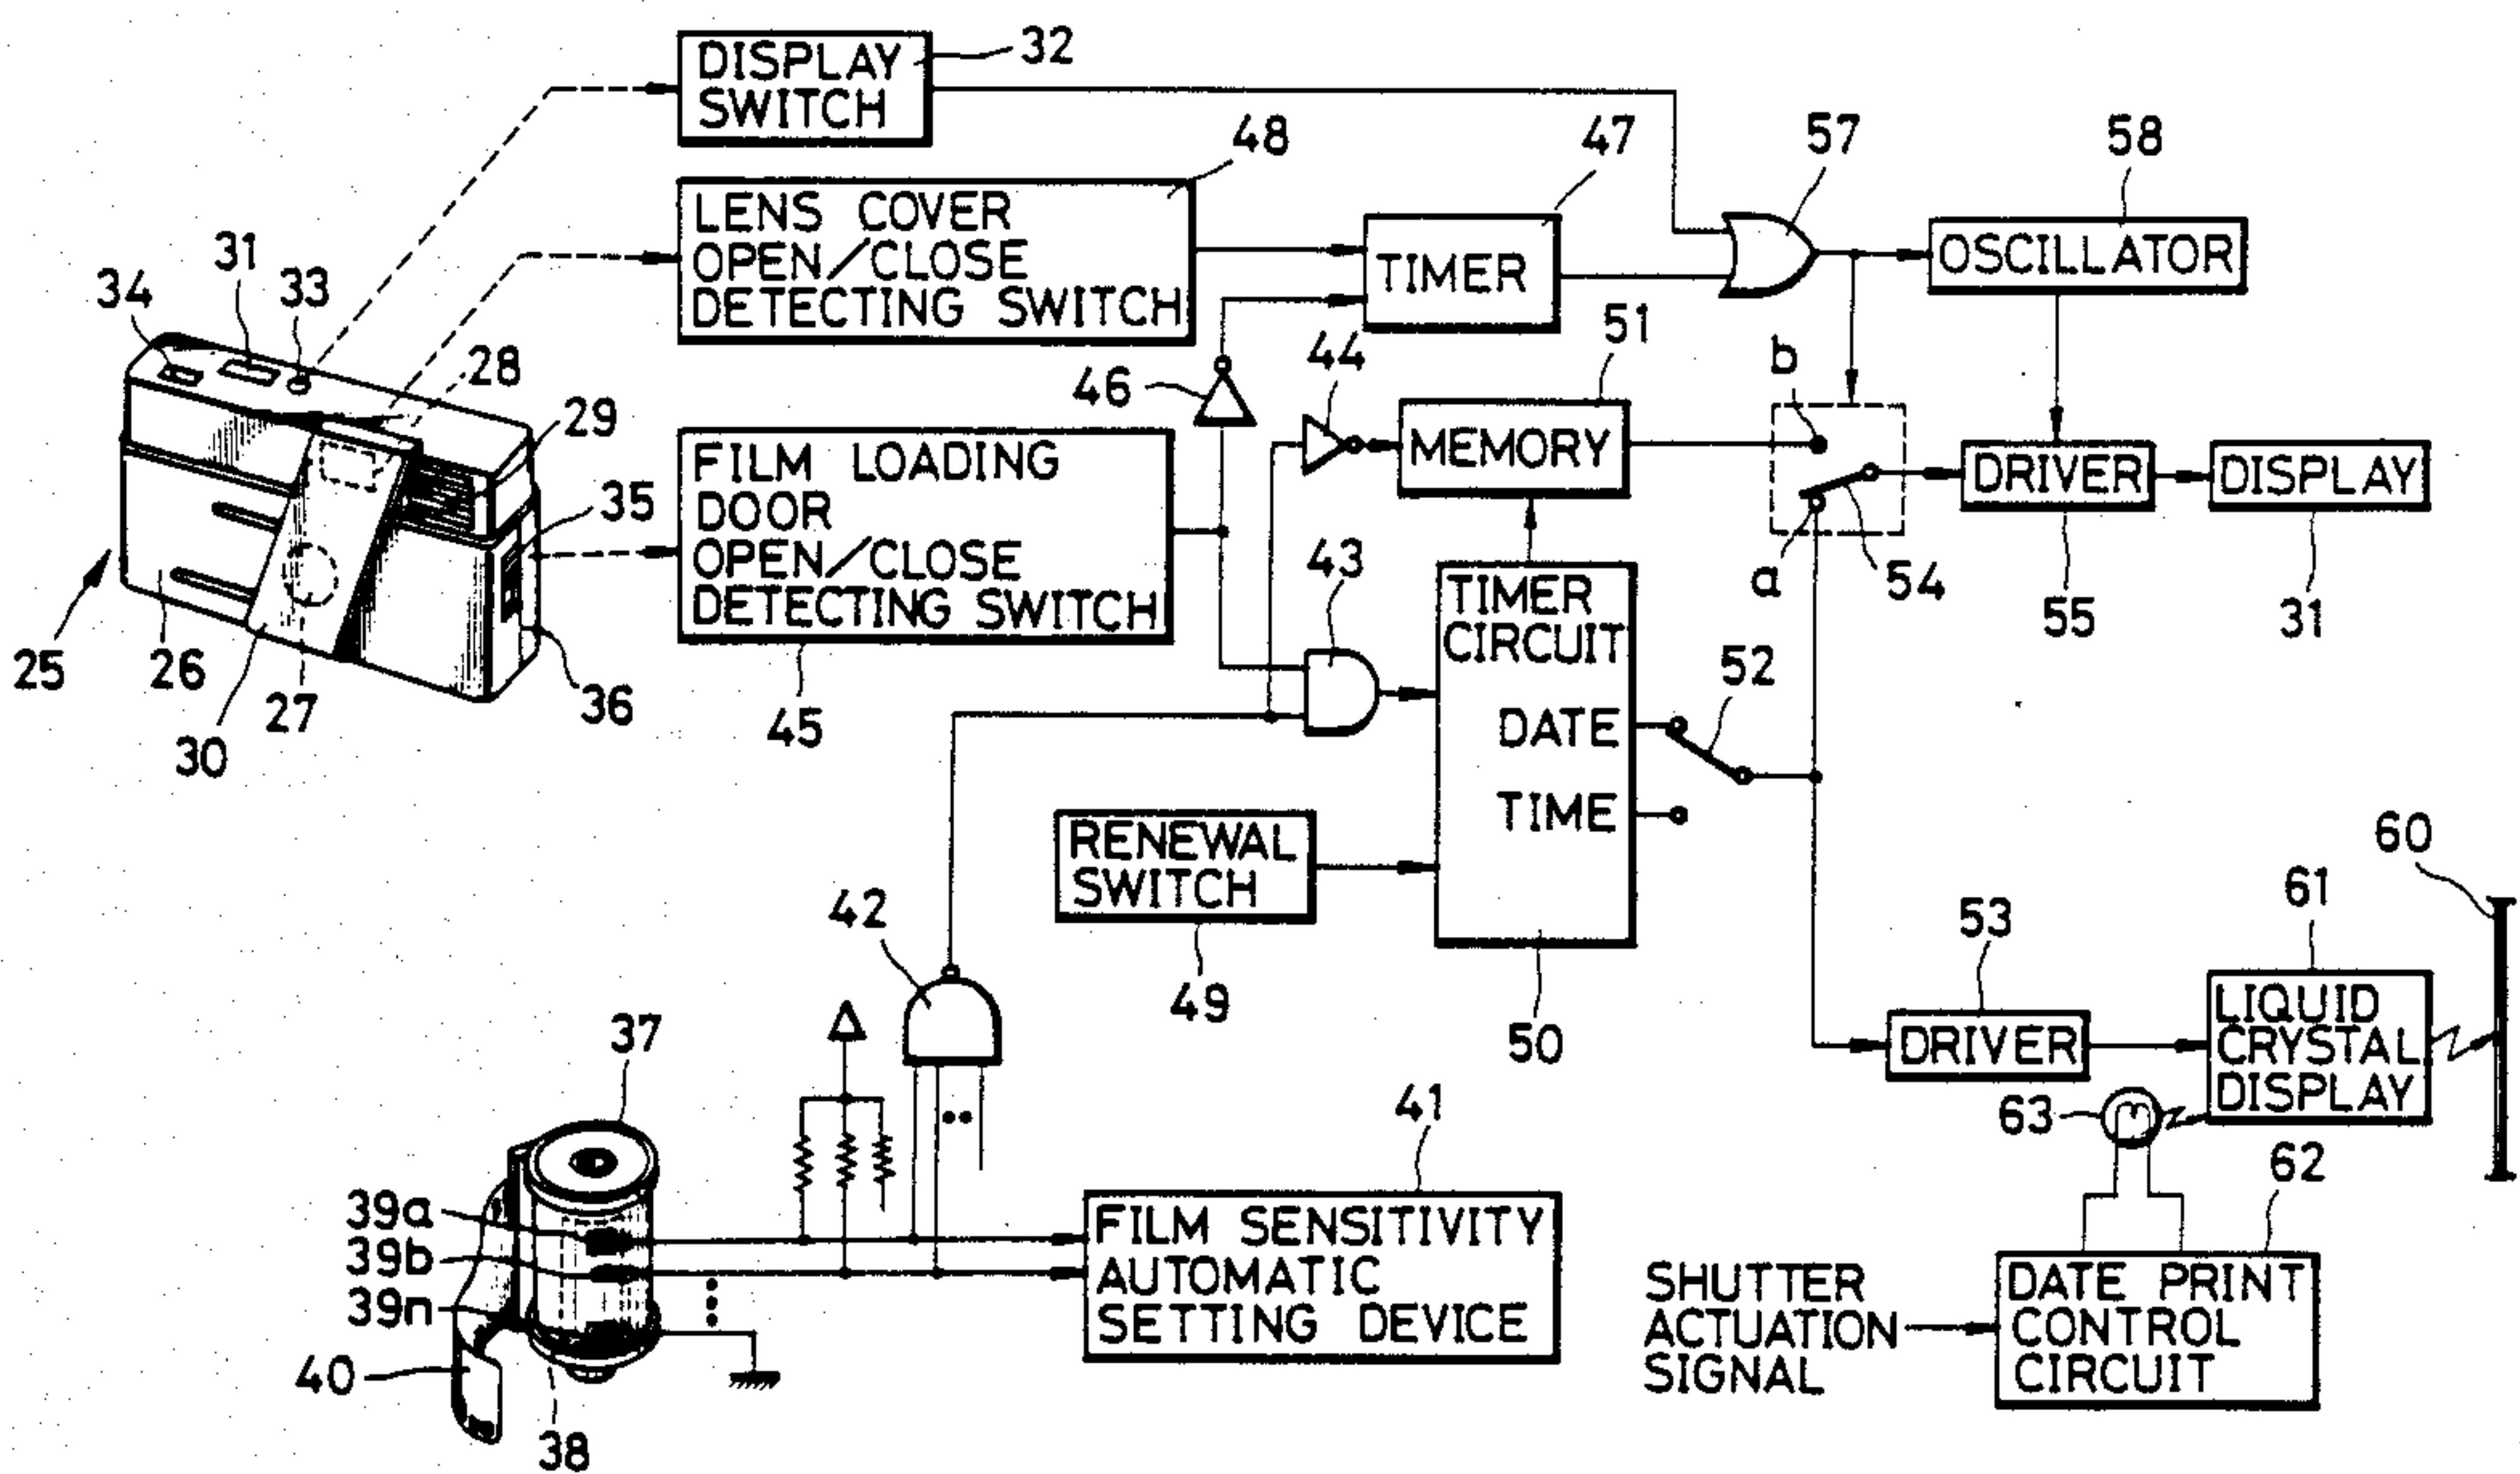 DISPLAY
SWITCH
32
LENS COVER
OPEN/CLOSE
DETECTING SWITCH
48
47
TIMER
57
58
OSCILLATOR
34
31
33
28
29
35
25
26
30
27
36
FILM LOADING
DOOR
OPEN/CLOSE
DETECTING SWITCH
45
46
44
51
MEMORY
b
a
54
DRIVER
55
DISPLAY
31
43
TIMER
CIRCUIT
DATE
TIME
50
52
RENEWAL
SWITCH
49
42
53
DRIVER
61
LIQUID
CRYSTAL
DISPLAY
60
63
62
DATE PRINT
CONTROL
CIRCUIT
SHUTTER
ACTUATION
SIGNAL
37
39a
39b
39n
40
38
41
FILM SENSITIVITY
AUTOMATIC
SETTING DEVICE